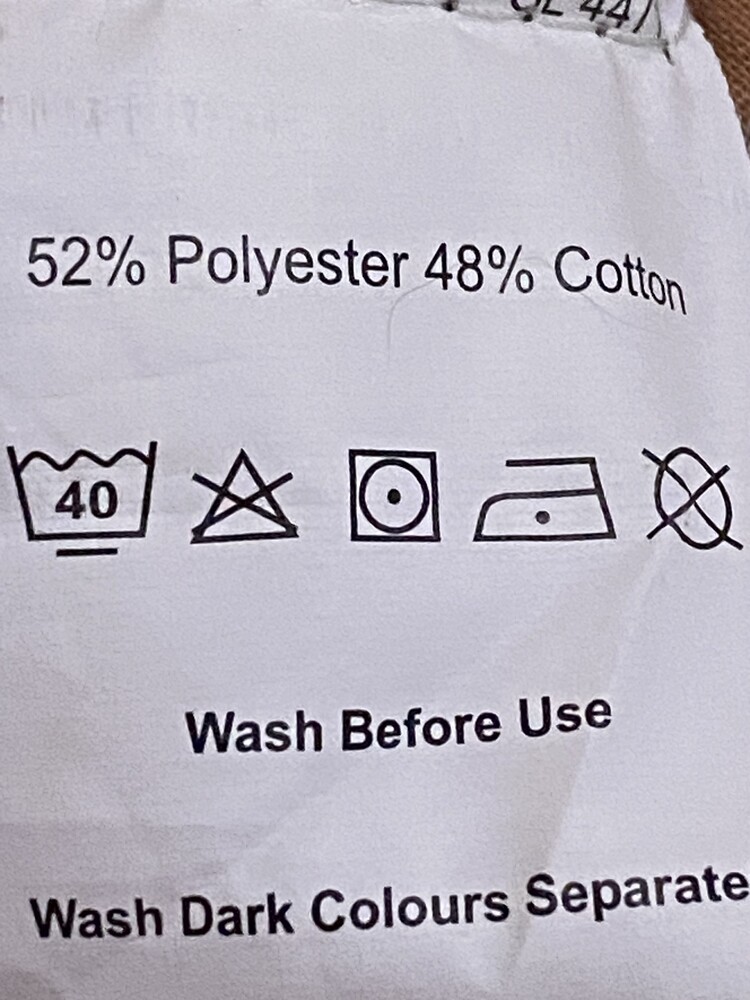 52% Polyester 48% Cotton
40
Wash Before Use
Wash Dark Colours Separate